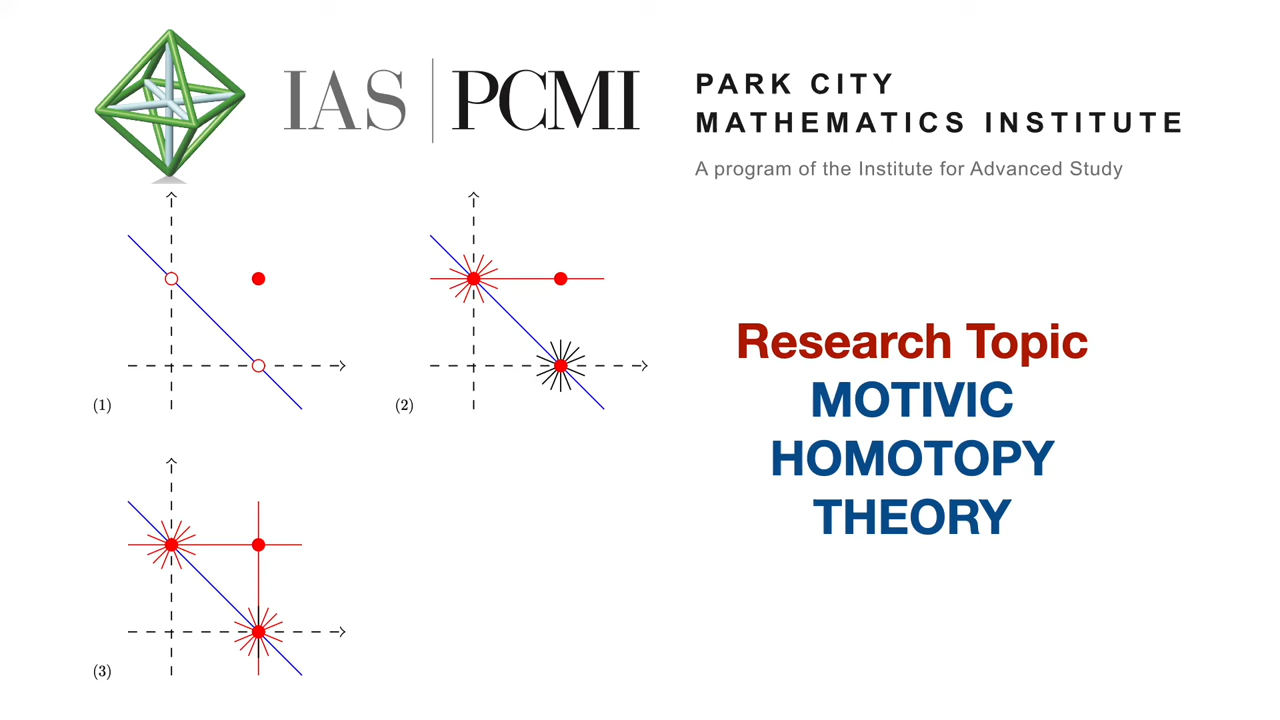 IAS | PCMI
PARK CITY
MATHEMATICS INSTITUTE
A program of the Institute for Advanced Study
(1)
(2)
(3)
Research Topic
MOTIVIC
HOMOTOPY
THEORY